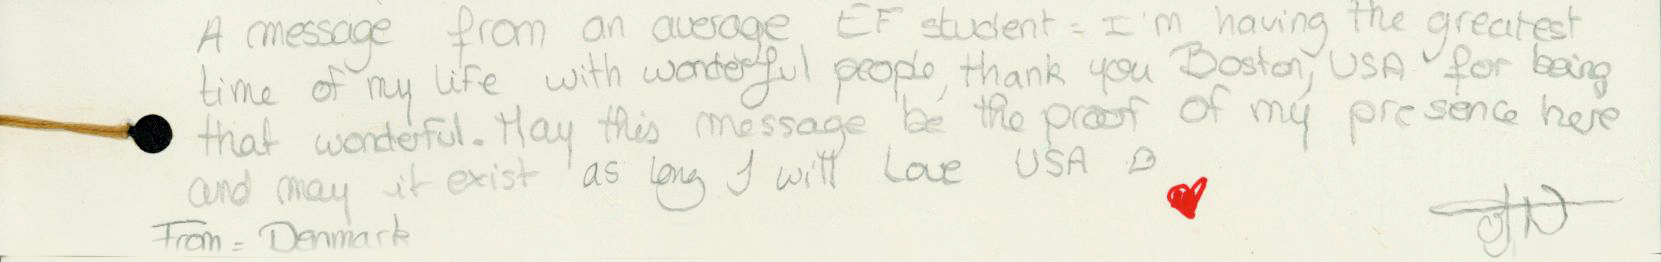 A message from an average EF student = I'm having the greatest
time of my life with wonderful people, thank you Boston, USA for being
that wonderful. May this message be the proof of my presence here
and may it exist as long I will Love USA
From = Denmark